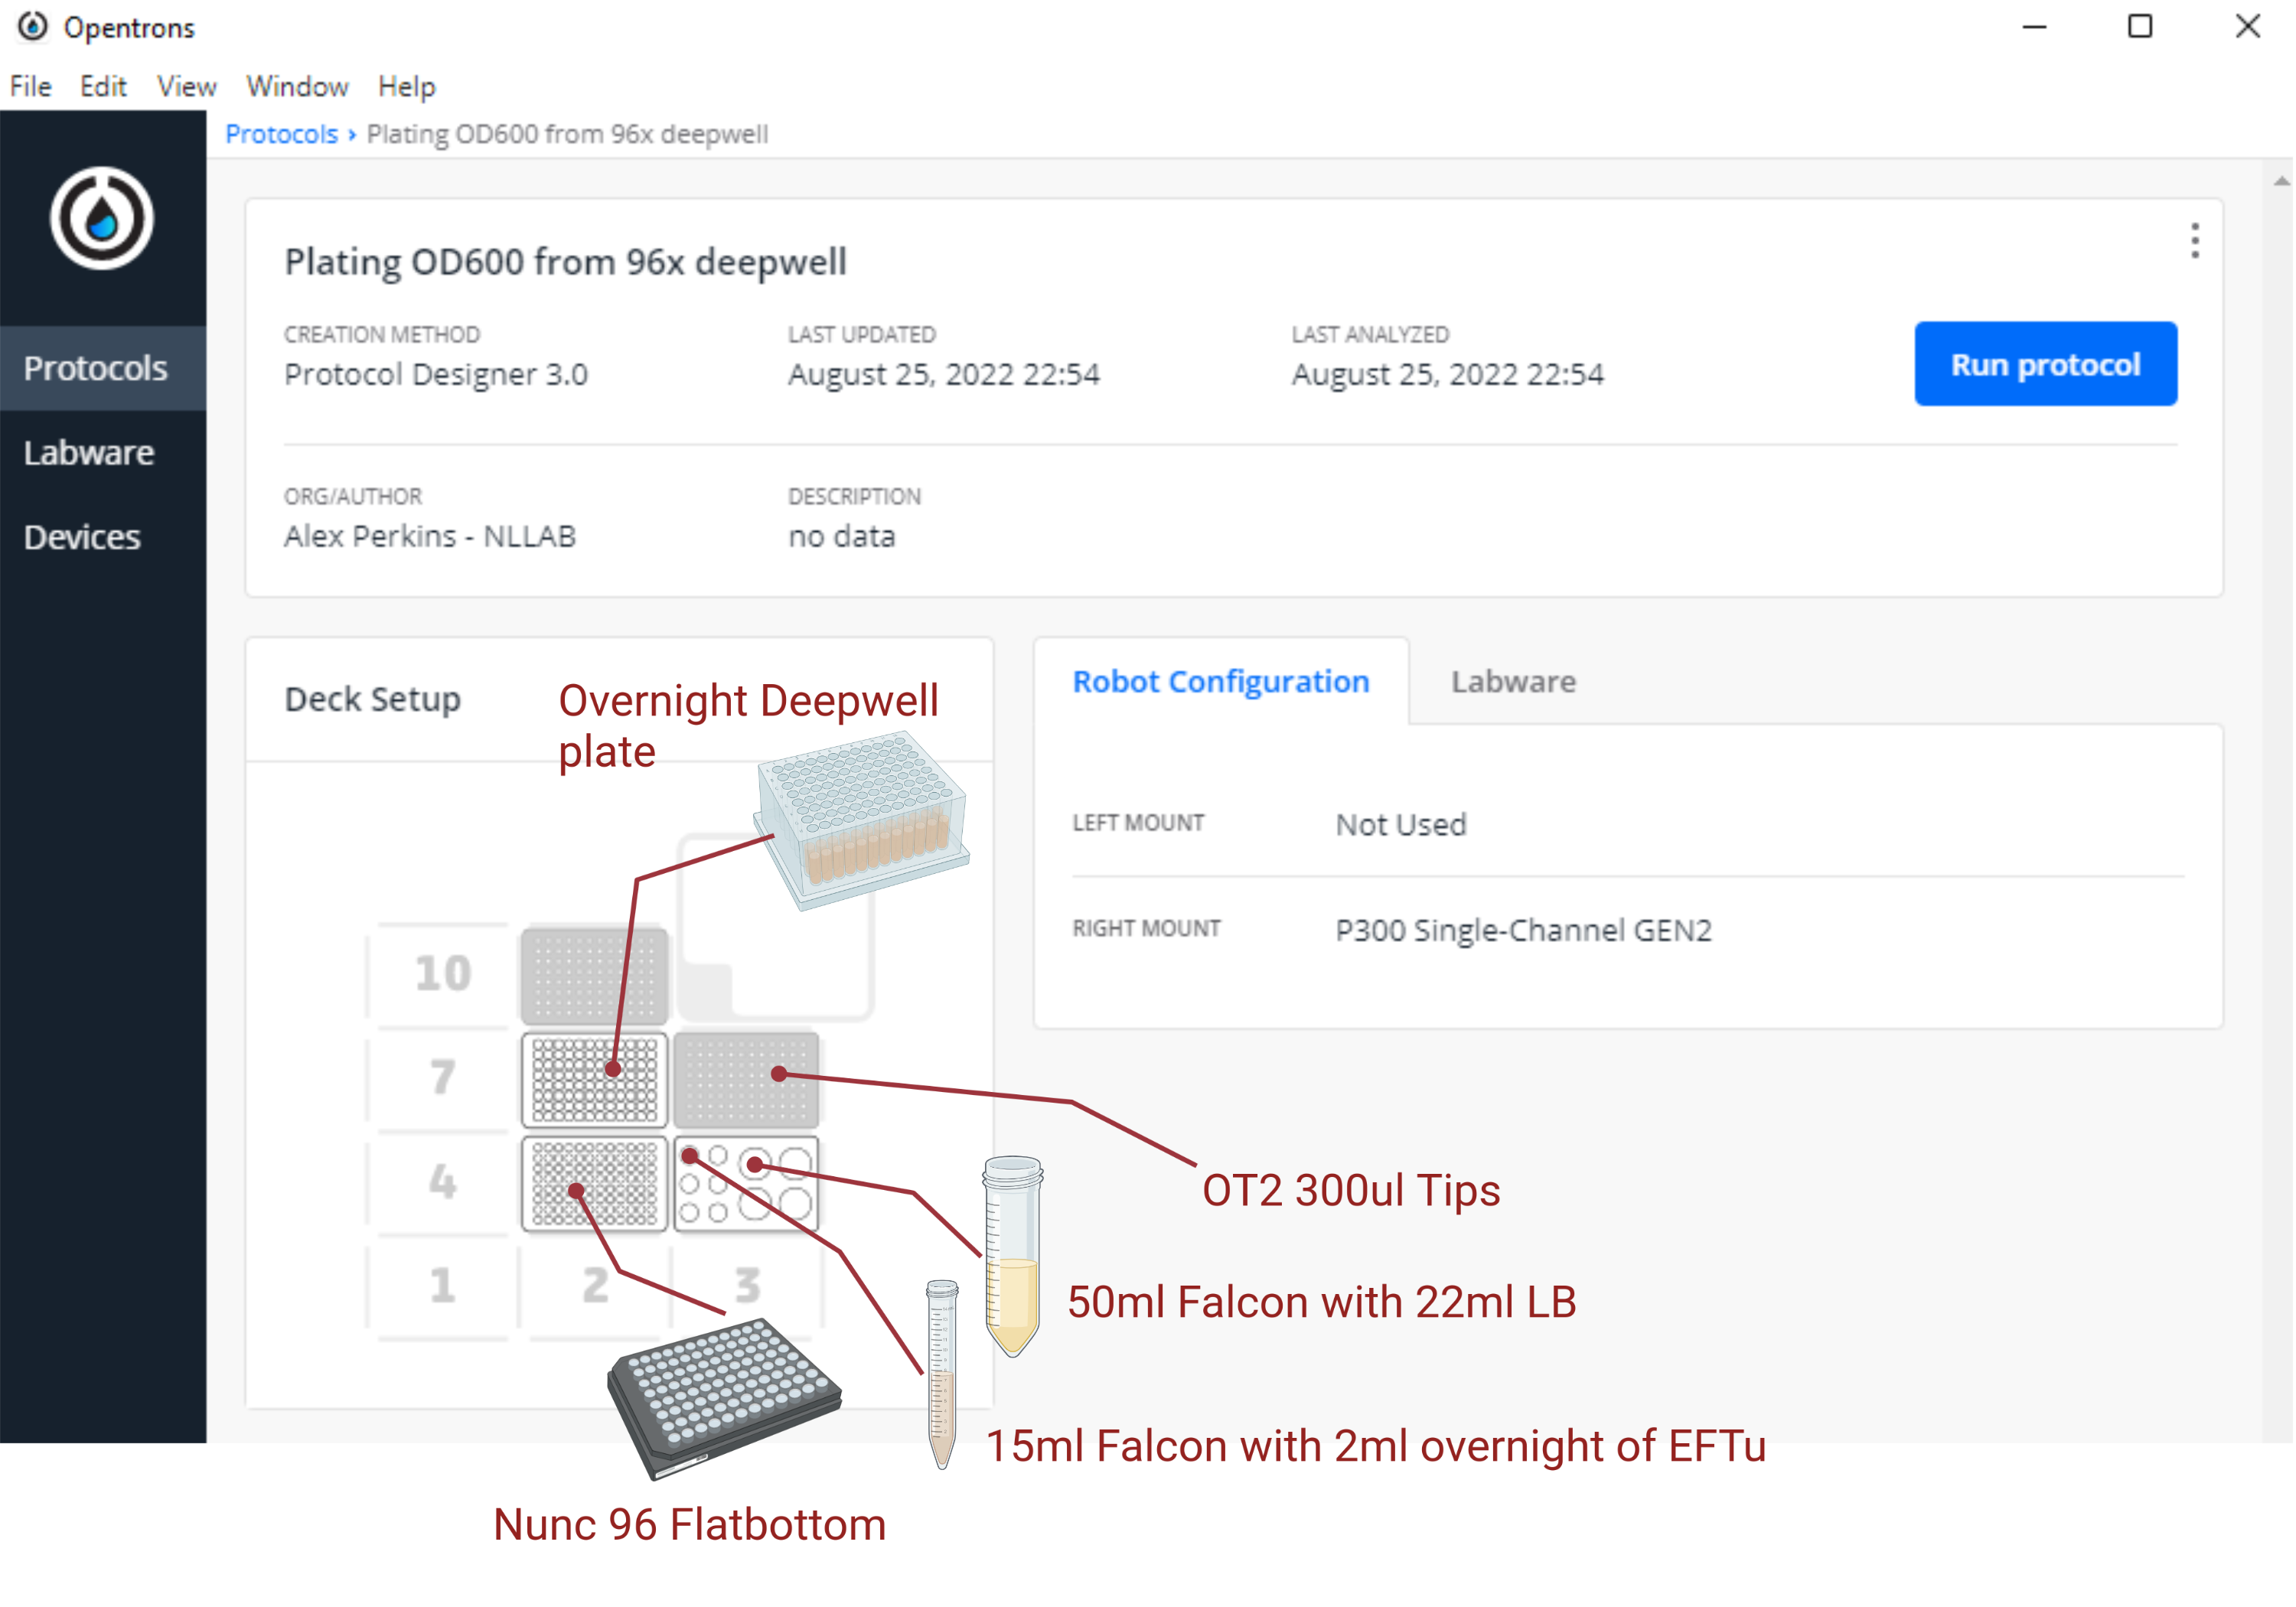 Opentrons
File Edit View Window Help
Protocols › Plating OD600 from 96x deepwell
Plating OD600 from 96x deepwell
CREATION METHOD
Protocol Designer 3.0
LAST UPDATED
August 25, 2022 22:54
LAST ANALYZED
August 25, 2022 22:54
Run protocol
ORG/AUTHOR
Alex Perkins - NLLAB
DESCRIPTION
no data
Protocols
Labware
Devices
Deck Setup
Overnight Deepwell
plate
10
7
4
1
2
3
Robot Configuration
Labware
LEFT MOUNT
Not Used
RIGHT MOUNT
P300 Single-Channel GEN2
OT2 300ul Tips
50ml Falcon with 22ml LB
15ml Falcon with 2ml overnight of EFTu
Nunc 96 Flatbottom